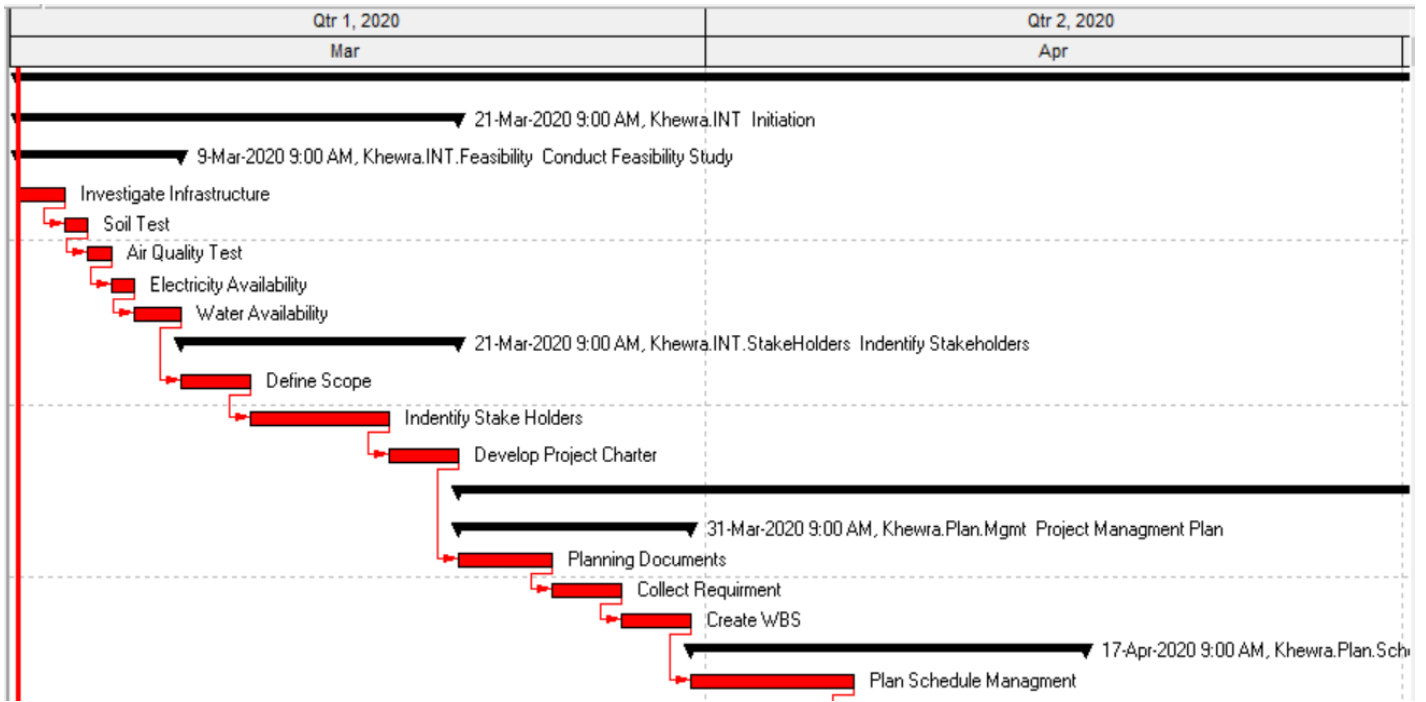 Qtr 1, 2020 Qtr 2, 2020
Mar Apr
21-Mar-2020 9:00 AM, Khewra.INT Initiation
9-Mar-2020 9:00 AM, Khewra.INT.Feasibility Conduct Feasibility Study
Investigate Infrastructure
Soil Test
Air Quality Test
Electricity Availability
Water Availability
21-Mar-2020 9:00 AM, Khewra.INT.StakeHolders Indentify Stakeholders
Define Scope
Indentify Stake Holders
Develop Project Charter
31-Mar-2020 9:00 AM, Khewra.Plan.Mgmt Project Managment Plan
Planning Documents
Collect Requirment
Create WBS
17-Apr-2020 9:00 AM, Khewra.Plan.Sch
Plan Schedule Managment